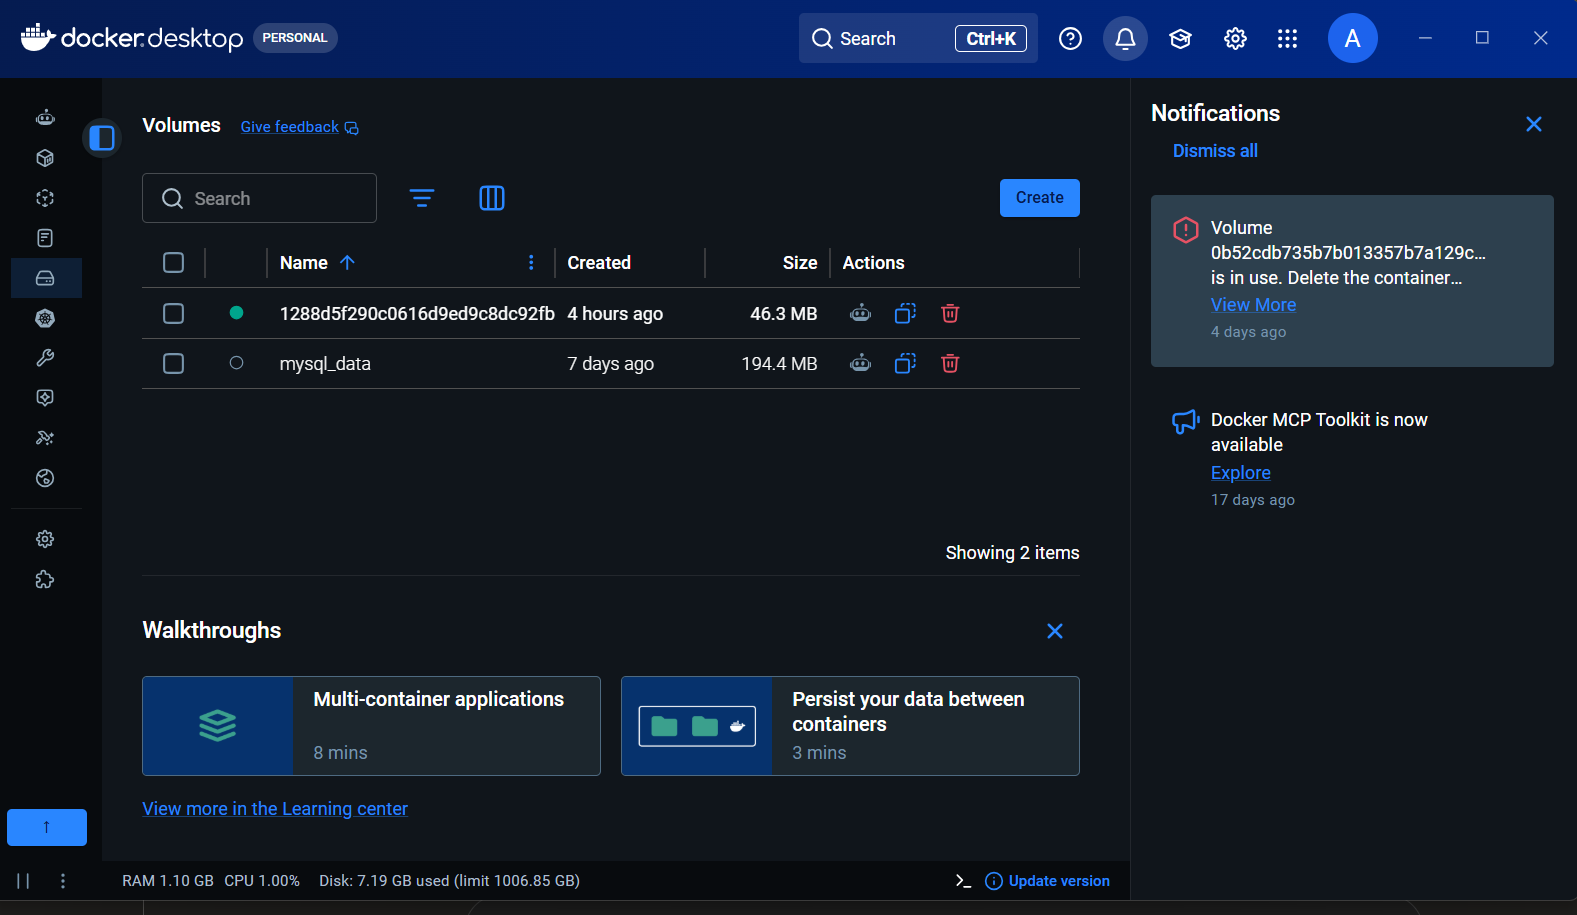 docker.desktop
PERSONAL
Search
Ctrl+K
A
Volumes
Give feedback
Search
Create
Name
Created
Size
Actions
1288d5f290c0616d9ed9c8dc92fb
4 hours ago
46.3 MB
mysql_data
7 days ago
194.4 MB
Showing 2 items
Walkthroughs
Multi-container applications
8 mins
Persist your data between
containers
3 mins
View more in the Learning center
RAM 1.10 GB CPU 1.00% Disk: 7.19 GB used (limit 1006.85 GB)
Update version
Notifications
Dismiss all
Volume
0b52cdb735b7b013357b7a129c...
is in use. Delete the container...
View More
4 days ago
Docker MCP Toolkit is now
available
Explore
17 days ago